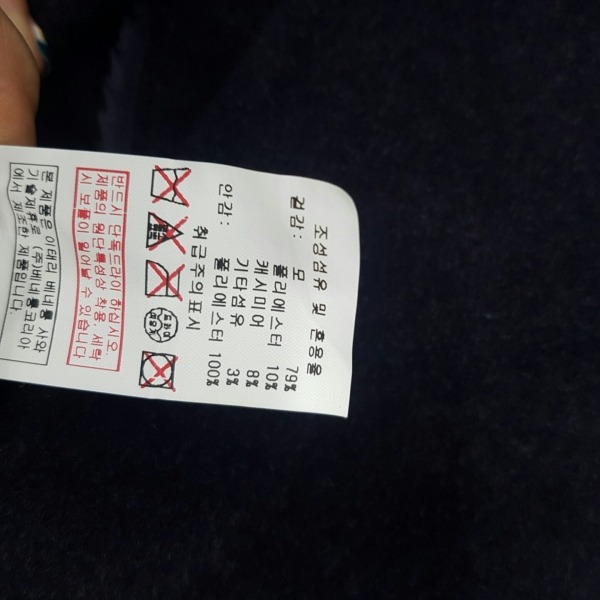 조성섬유 및 혼용율
겉감: 모 79%
폴리에스터 10%
캐시미어 8%
기타섬유 3%
안감: 폴리에스터 100%
취급주의표시
드라이
반드시 단독드라이 하십시오.
제품의 원단특성상 착용, 세탁
시 보풀이 일어날 수 있습니다
본 제품은 이태리 베네통 사와
기술제휴로 (주)베네통코리아
에서 제조한 제품입니다.